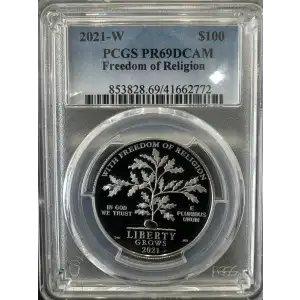 2021-W $100
PCGS PR69DCAM
Freedom of Religion
853828.69/41662772
WITH FREEDOM OF RELIGION
IN GOD E
WE TRUST PLURIBUS
UNUM
LIBERTY
GROWS
2021